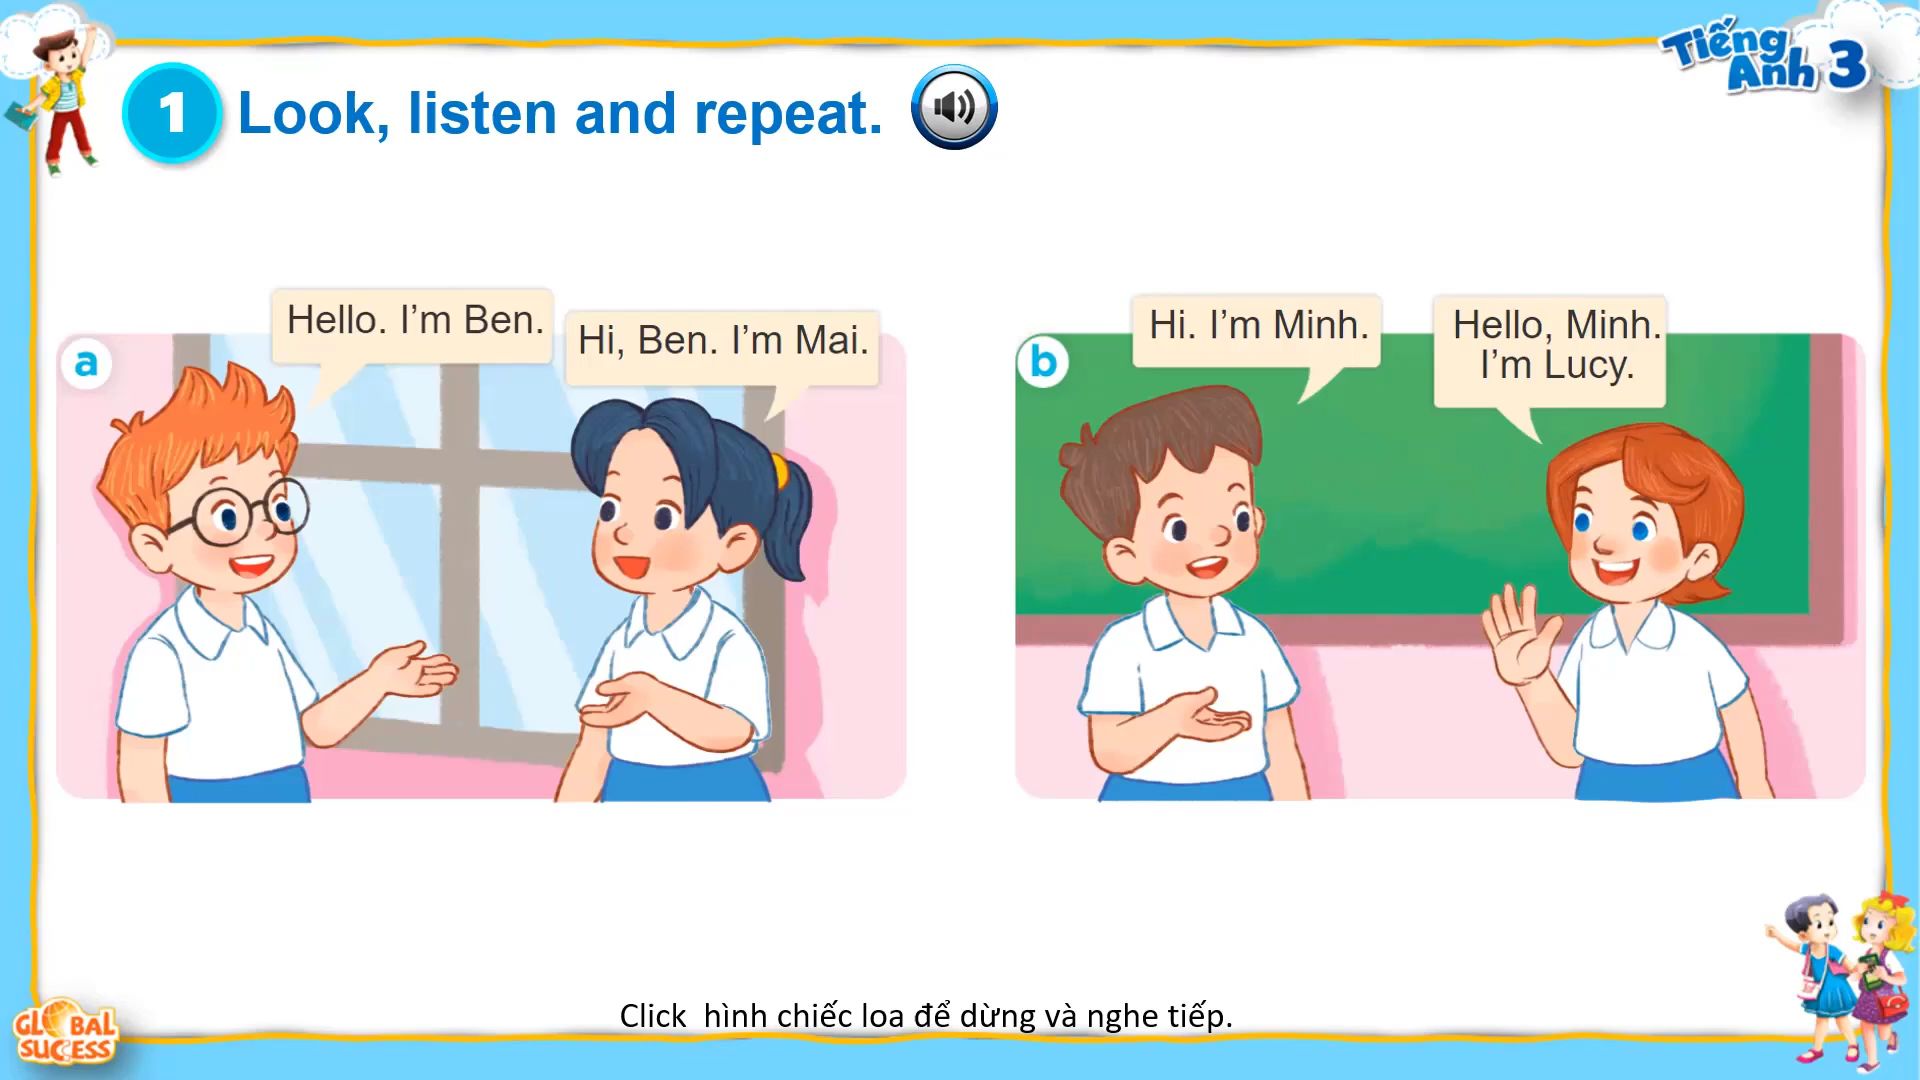 Tiếng
Anh 3
1 Look, listen and repeat.
a
Hello. I’m Ben.
Hi, Ben. I’m Mai.
b
Hi. I’m Minh.
Hello, Minh.
I’m Lucy.
Click hình chiếc loa để dừng và nghe tiếp.
GLOBAL
SUCCESS